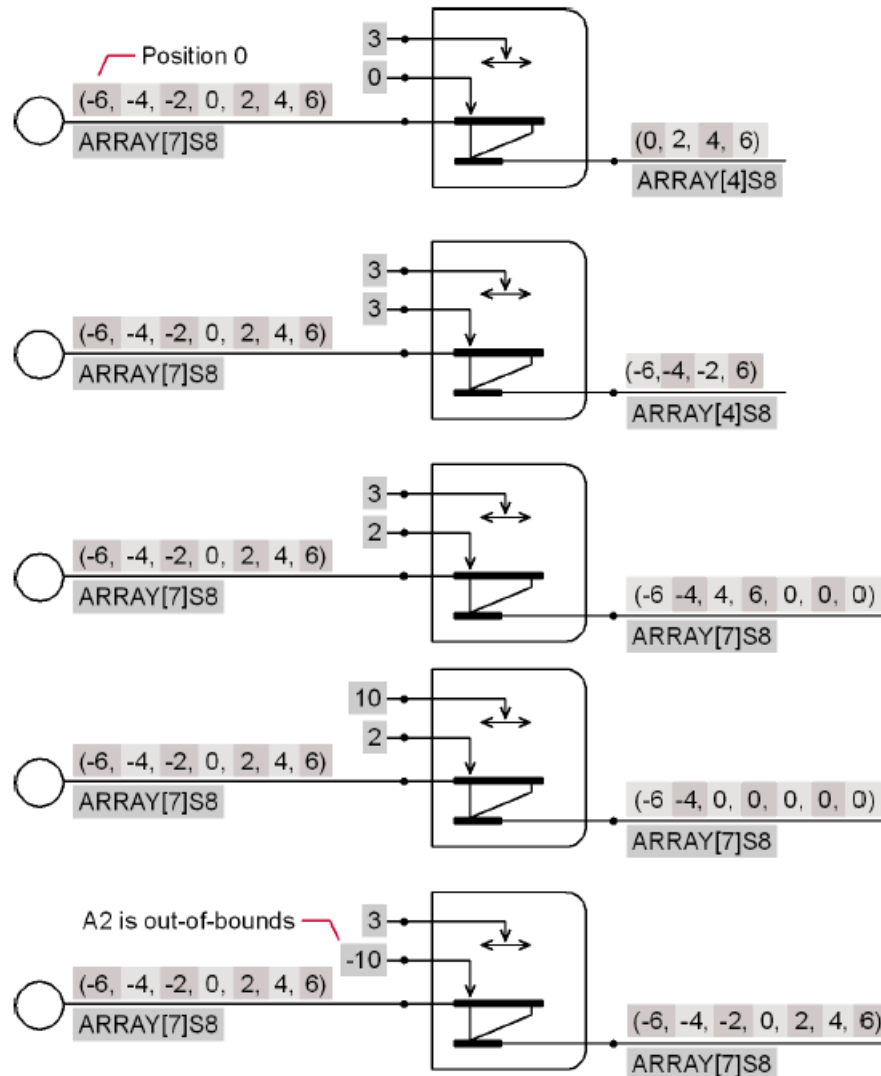 Position 0
3
0
(-6, -4, -2, 0, 2, 4, 6)
ARRAY[7]S8
(0, 2, 4, 6)
ARRAY[4]S8
3
3
(-6, -4, -2, 0, 2, 4, 6)
ARRAY[7]S8
(-6,-4, -2, 6)
ARRAY[4]S8
3
2
(-6, -4, -2, 0, 2, 4, 6)
ARRAY[7]S8
(-6 -4, 4, 6, 0, 0, 0)
ARRAY[7]S8
10
2
(-6, -4, -2, 0, 2, 4, 6)
ARRAY[7]S8
(-6 -4, 0, 0, 0, 0, 0)
ARRAY[7]S8
A2 is out-of-bounds
3
-10
(-6, -4, -2, 0, 2, 4, 6)
ARRAY[7]S8
(-6, -4, -2, 0, 2, 4, 6)
ARRAY[7]S8